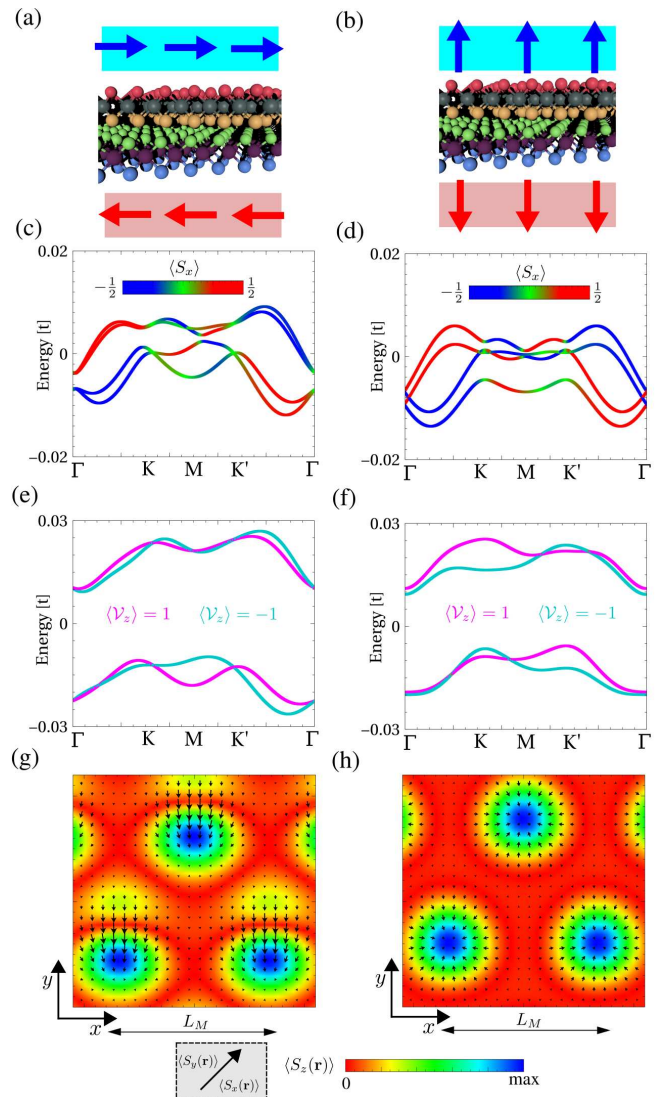 (a) (b)
(c) (d)
0.02 0.02
⟨S_x⟩ ⟨S_x⟩
−1/2 1/2 −1/2 1/2
Energy [t] Energy [t]
0 0
−0.02 −0.02
Γ K M K' Γ Γ K M K' Γ
(e) (f)
0.03 0.03
⟨𝒱_z⟩ = 1 ⟨𝒱_z⟩ = −1 ⟨𝒱_z⟩ = 1 ⟨𝒱_z⟩ = −1
Energy [t] Energy [t]
0 0
−0.03 −0.03
Γ K M K' Γ Γ K M K' Γ
(g) (h)
y y
x x
L_M L_M
⟨S_y(r)⟩
⟨S_x(r)⟩
⟨S_z(r)⟩
0 max